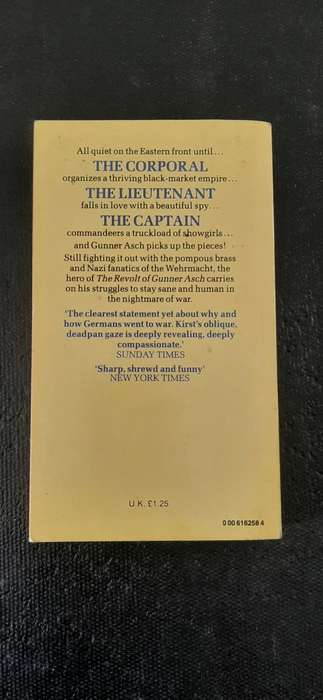 All quiet on the Eastern front until...
THE CORPORAL
organizes a thriving black-market empire...
THE LIEUTENANT
falls in love with a beautiful spy...
THE CAPTAIN
commandeers a truckload of showgirls...
and Gunner Asch picks up the pieces!
Still fighting it out with the pompous brass
and Nazi fanatics of the Wehrmacht, the
hero of The Revolt of Gunner Asch carries
on his struggles to stay sane and human in
the nightmare of war.
'The clearest statement yet about why and
how Germans went to war. Kirst's oblique,
deadpan gaze is deeply revealing, deeply
compassionate.'
SUNDAY TIMES
'Sharp, shrewd and funny'
NEW YORK TIMES
U.K. £1.25
0 00 616258 4